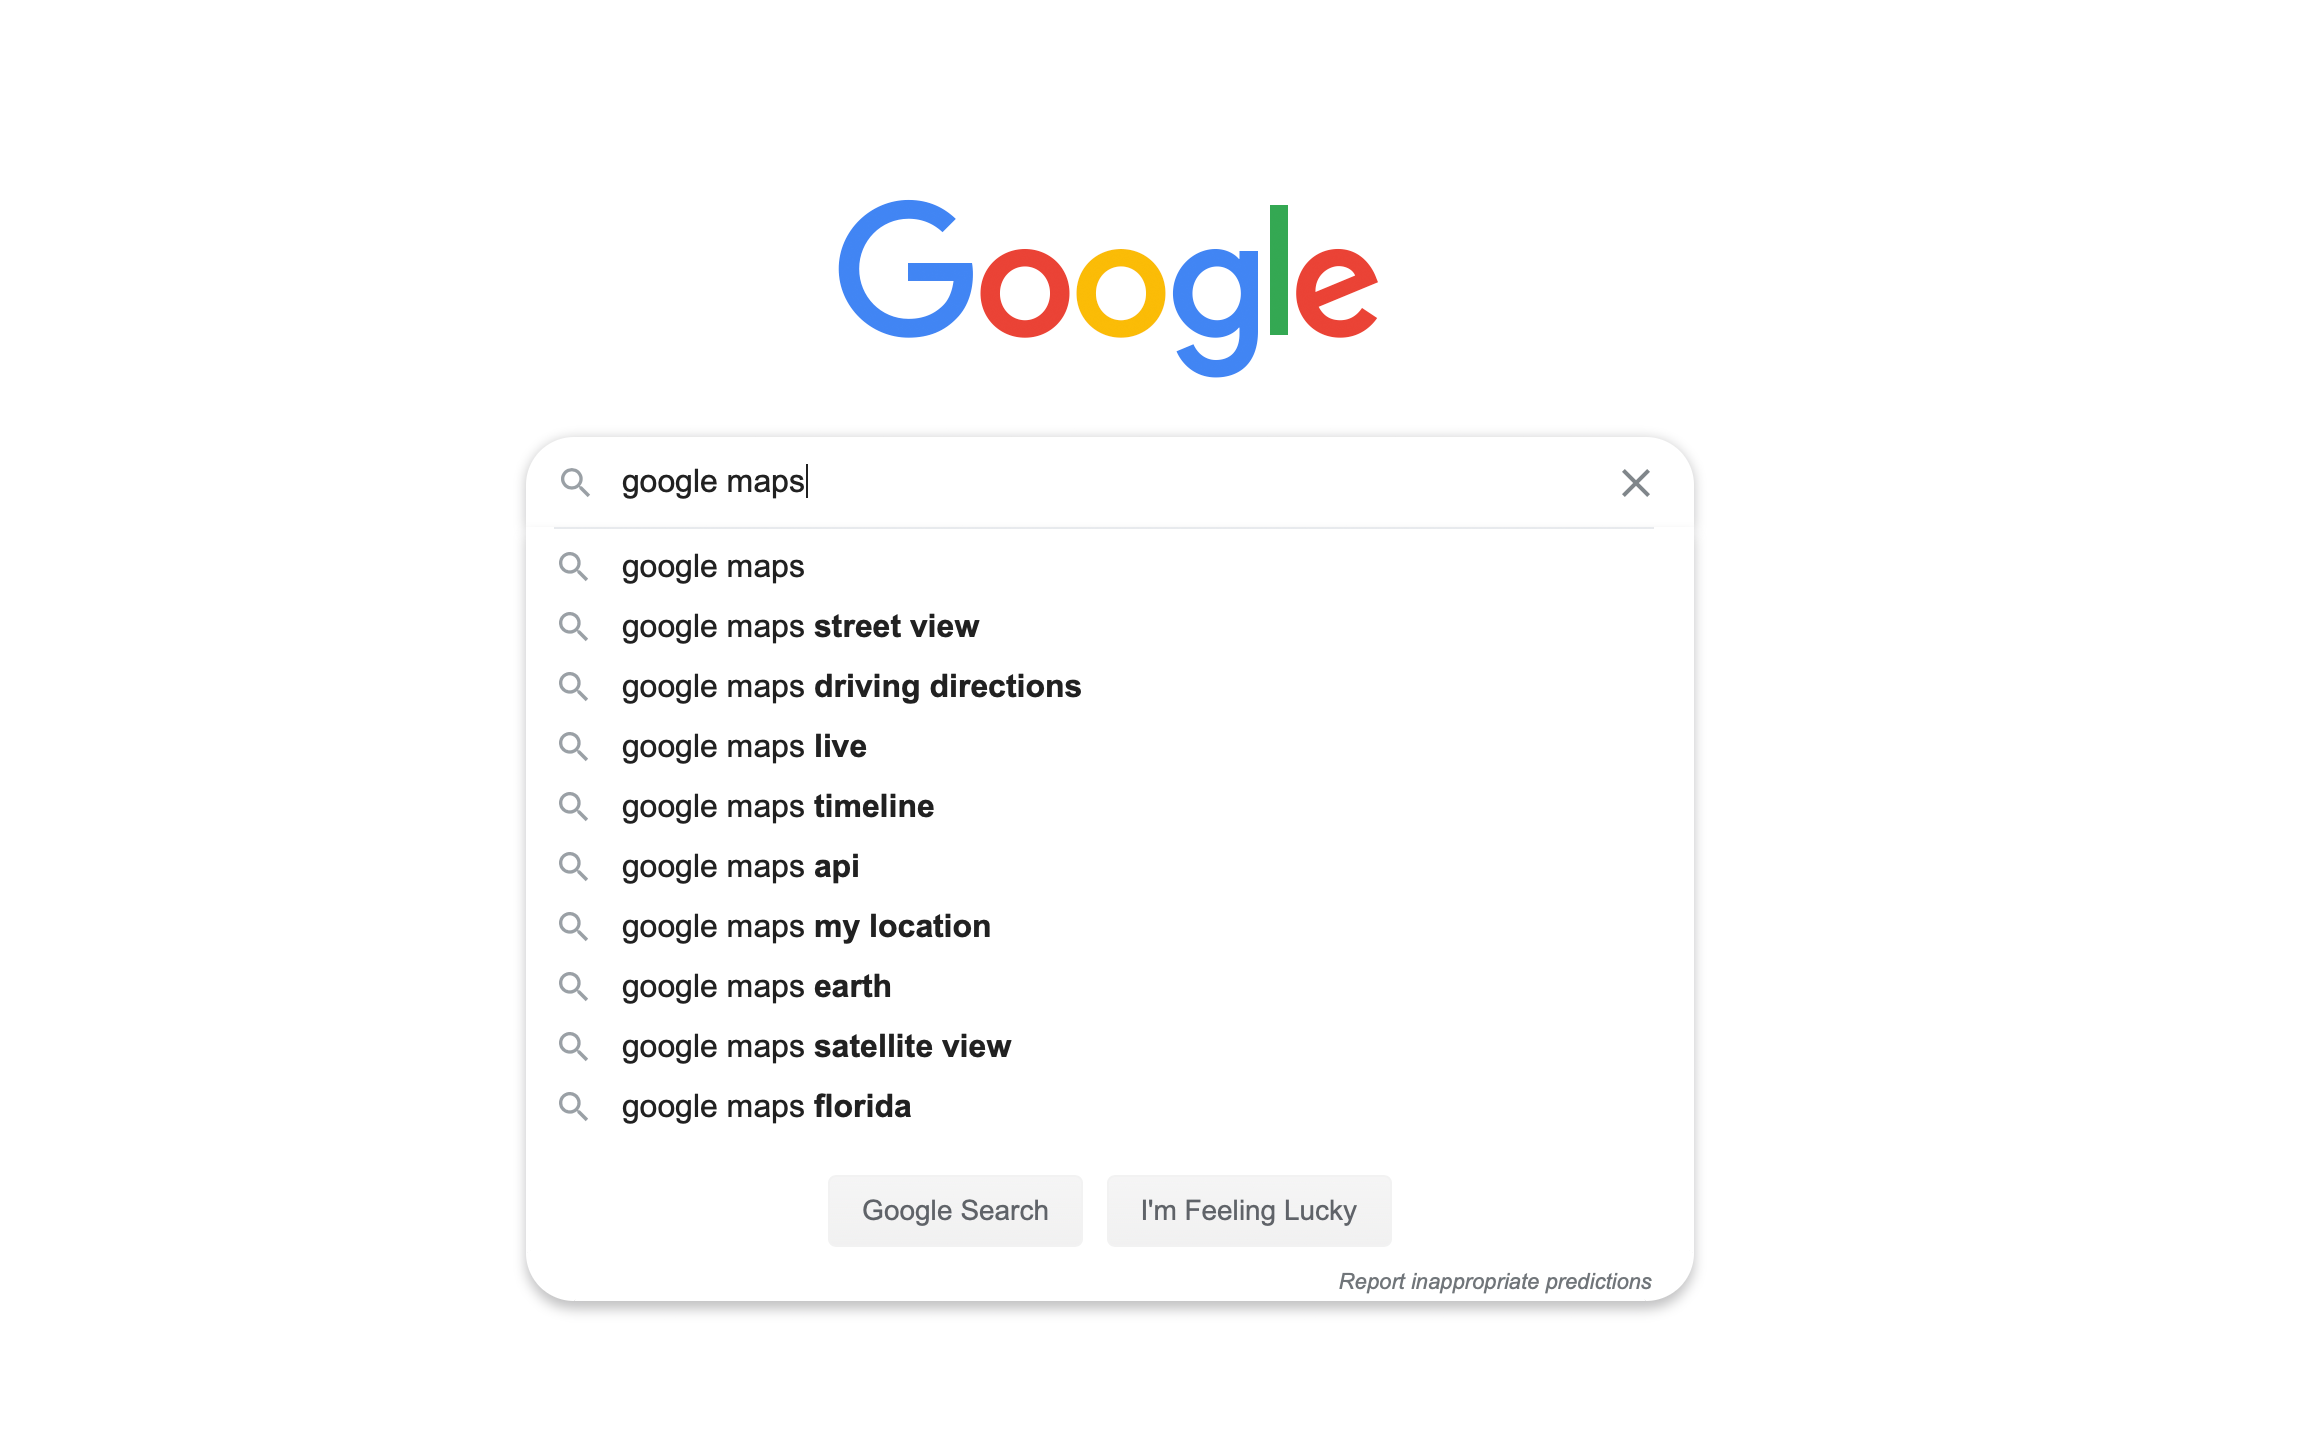 Google
google maps
google maps
google maps street view
google maps driving directions
google maps live
google maps timeline
google maps api
google maps my location
google maps earth
google maps satellite view
google maps florida
Google Search I'm Feeling Lucky
Report inappropriate predictions